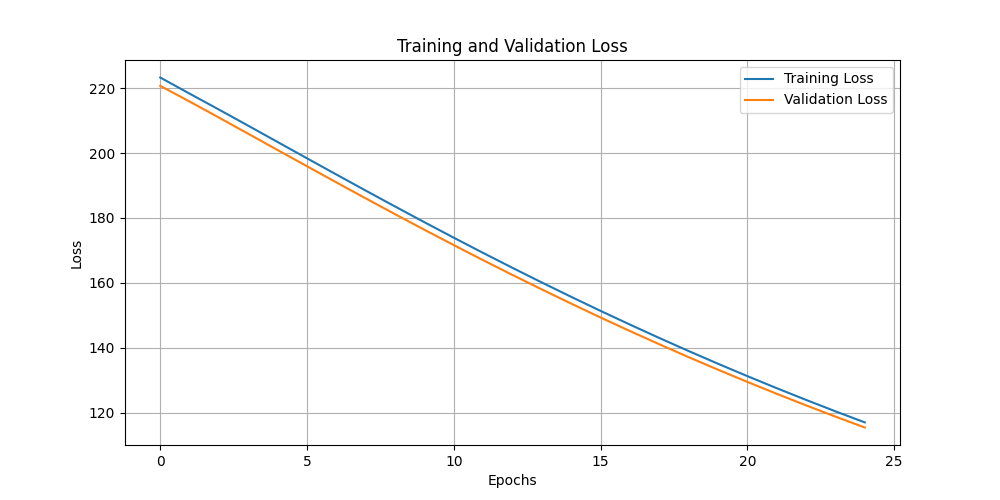 Training and Validation Loss
Training Loss
Validation Loss
220
200
180
160
140
120
Loss
0 5 10 15 20 25
Epochs